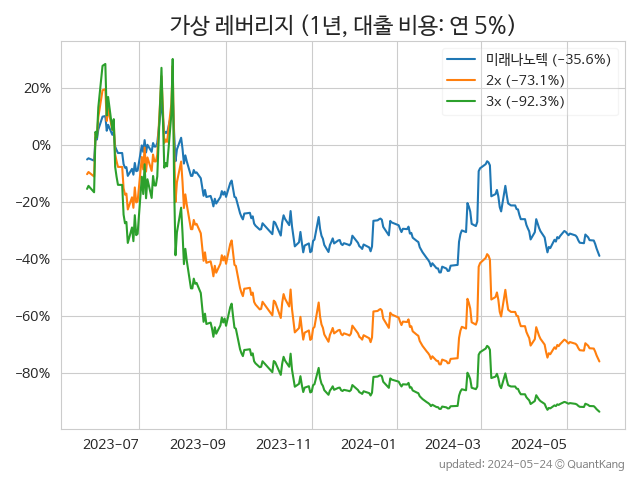 가상 레버리지 (1년, 대출 비용: 연 5%)
미래나노텍 (−35.6%)
2x (−73.1%)
3x (−92.3%)
20%
0%
−20%
−40%
−60%
−80%
2023-07 2023-09 2023-11 2024-01 2024-03 2024-05
updated: 2024-05-24 © QuantKang